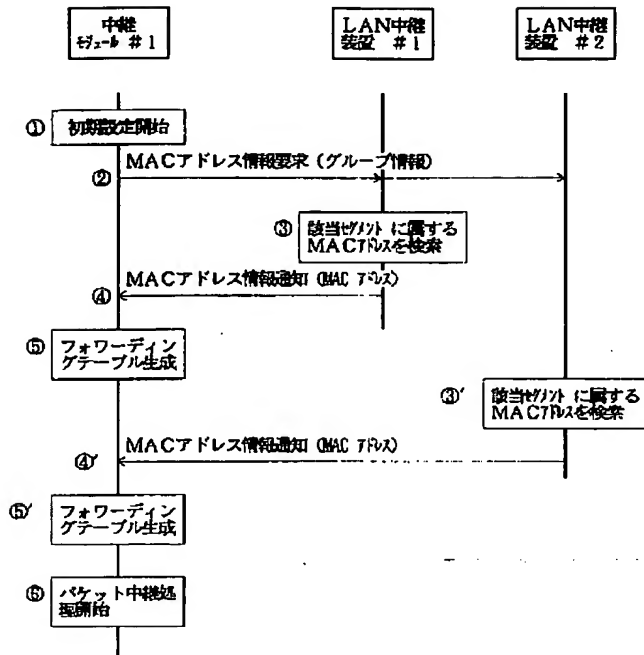 中継
モジュール #1
LAN中継
装置 #1
LAN中継
装置 #2
① 初期設定開始
② MACアドレス情報要求(グループ情報)
③ 該当セグメントに属する
MACアドレスを検索
④ MACアドレス情報通知(MAC アドレス)
⑤ フォワーディン
グテーブル生成
③′ 該当セグメントに属する
MACアドレスを検索
④′ MACアドレス情報通知(MAC アドレス)
⑤′ フォワーディン
グテーブル生成
⑥ パケット中継処
理開始